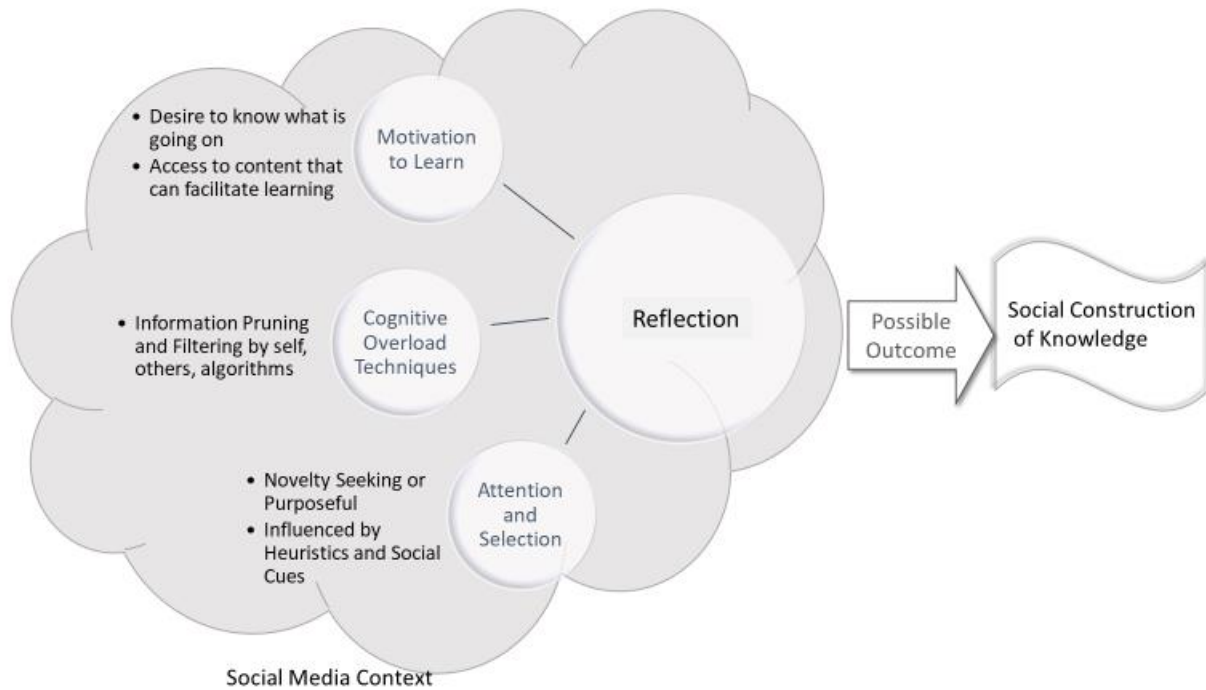 • Desire to know what is
going on
• Access to content that
can facilitate learning
Motivation
to Learn
• Information Pruning
and Filtering by self,
others, algorithms
Cognitive
Overload
Techniques
• Novelty Seeking or
Purposeful
• Influenced by
Heuristics and Social
Cues
Attention
and
Selection
Reflection
Possible
Outcome
Social Construction
of Knowledge
Social Media Context